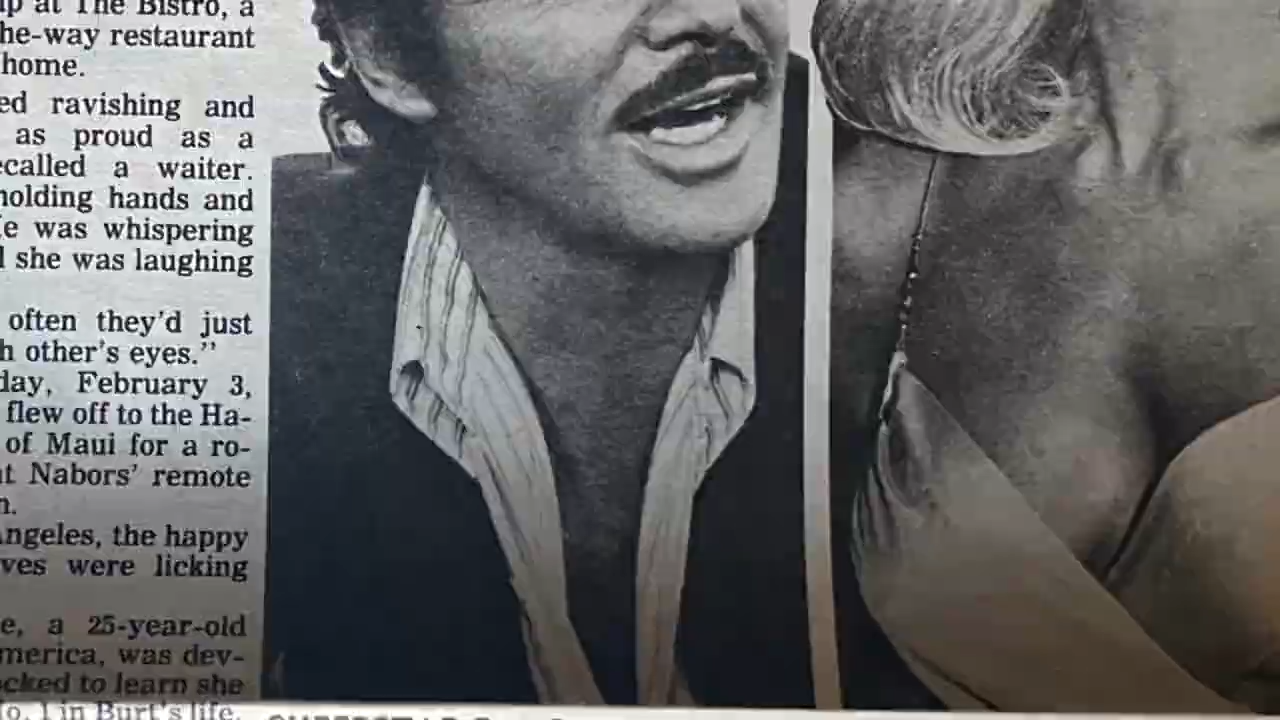 up at The Bistro, a
he-way restaurant
home.
ed ravishing and
as proud as a
ecalled a waiter.
holding hands and
e was whispering
she was laughing
often they'd just
h other's eyes."
day, February 3,
flew off to the Ha-
of Maui for a ro-
at Nabors' remote
n.
Angeles, the happy
ves were licking
e, a 25-year-old
merica, was dev-
cked to learn she
o. 1 in Burt's life.